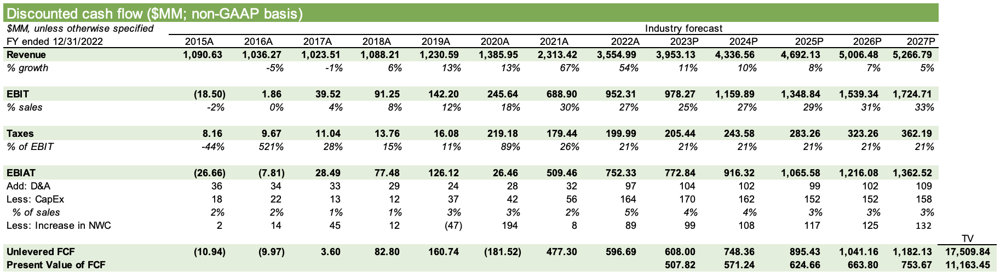 Discounted cash flow ($MM; non-GAAP basis)
$MM, unless otherwise specified Industry forecast
FY ended 12/31/2022 2015A 2016A 2017A 2018A 2019A 2020A 2021A 2022A 2023P 2024P 2025P 2026P 2027P
Revenue 1,090.63 1,036.27 1,023.51 1,088.21 1,230.59 1,385.95 2,313.42 3,554.99 3,953.13 4,336.56 4,692.13 5,006.48 5,266.79
% growth -5% -1% 6% 13% 13% 67% 54% 11% 10% 8% 7% 5%
EBIT (18.50) 1.86 39.52 91.25 142.20 245.64 688.90 952.31 978.27 1,159.89 1,348.84 1,539.34 1,724.71
% sales -2% 0% 4% 8% 12% 18% 30% 27% 25% 27% 29% 31% 33%
Taxes 8.16 9.67 11.04 13.76 16.08 219.18 179.44 199.99 205.44 243.58 283.26 323.26 362.19
% of EBIT -44% 521% 28% 15% 11% 89% 26% 21% 21% 21% 21% 21% 21%
EBIAT (26.66) (7.81) 28.49 77.48 126.12 26.46 509.46 752.33 772.84 916.32 1,065.58 1,216.08 1,362.52
Add: D&A 36 34 33 29 24 28 32 97 104 102 99 102 109
Less: CapEx 18 22 13 12 37 42 56 164 170 162 152 152 158
% of sales 2% 2% 1% 1% 3% 3% 2% 5% 4% 4% 3% 3% 3%
Less: Increase in NWC 2 14 45 12 (47) 194 8 89 99 108 117 125 132
TV
Unlevered FCF (10.94) (9.97) 3.60 82.80 160.74 (181.52) 477.30 596.69 608.00 748.36 895.43 1,041.16 1,182.13 17,509.84
Present Value of FCF 507.82 571.24 624.66 663.80 753.67 11,163.45